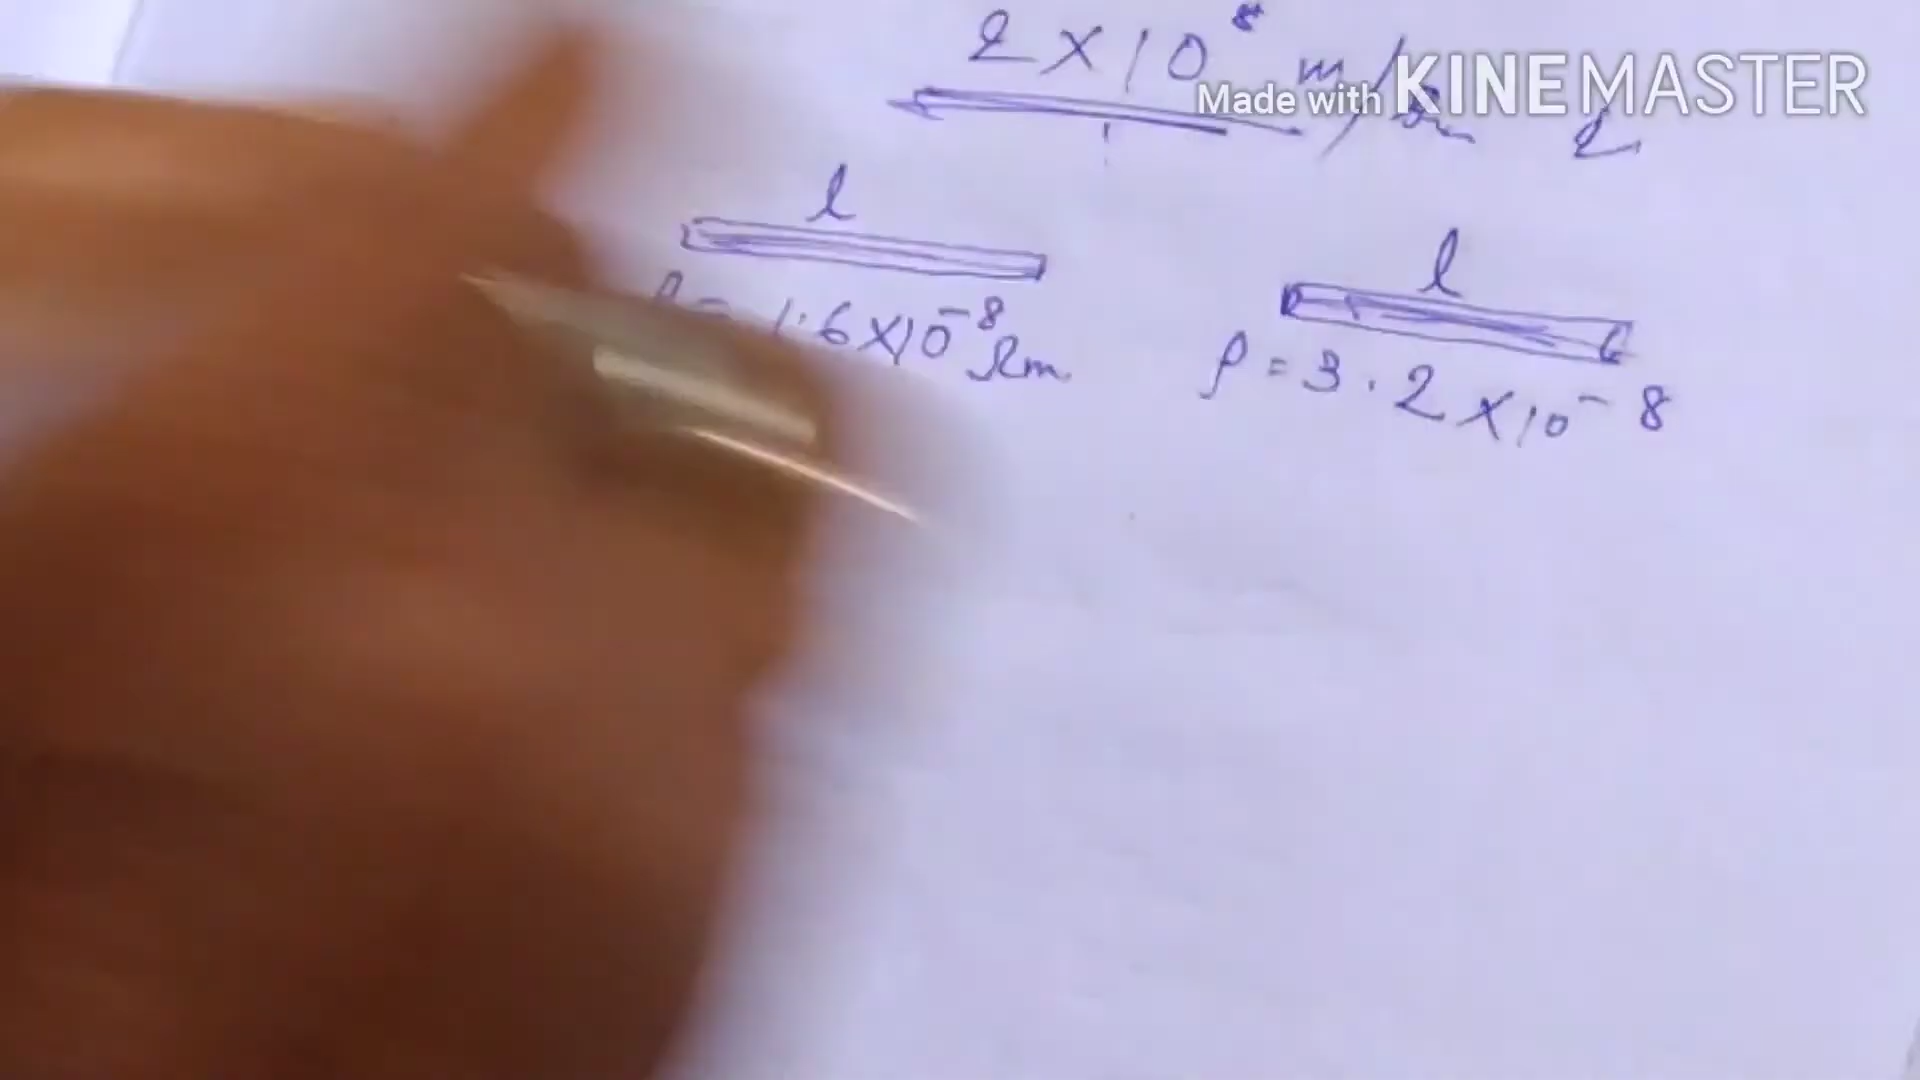 2 × 10⁸ m/
Made with KINEMASTER
l
l
ρ = 1.6×10⁻⁸ Ωm
ρ = 3.2×10⁻⁸